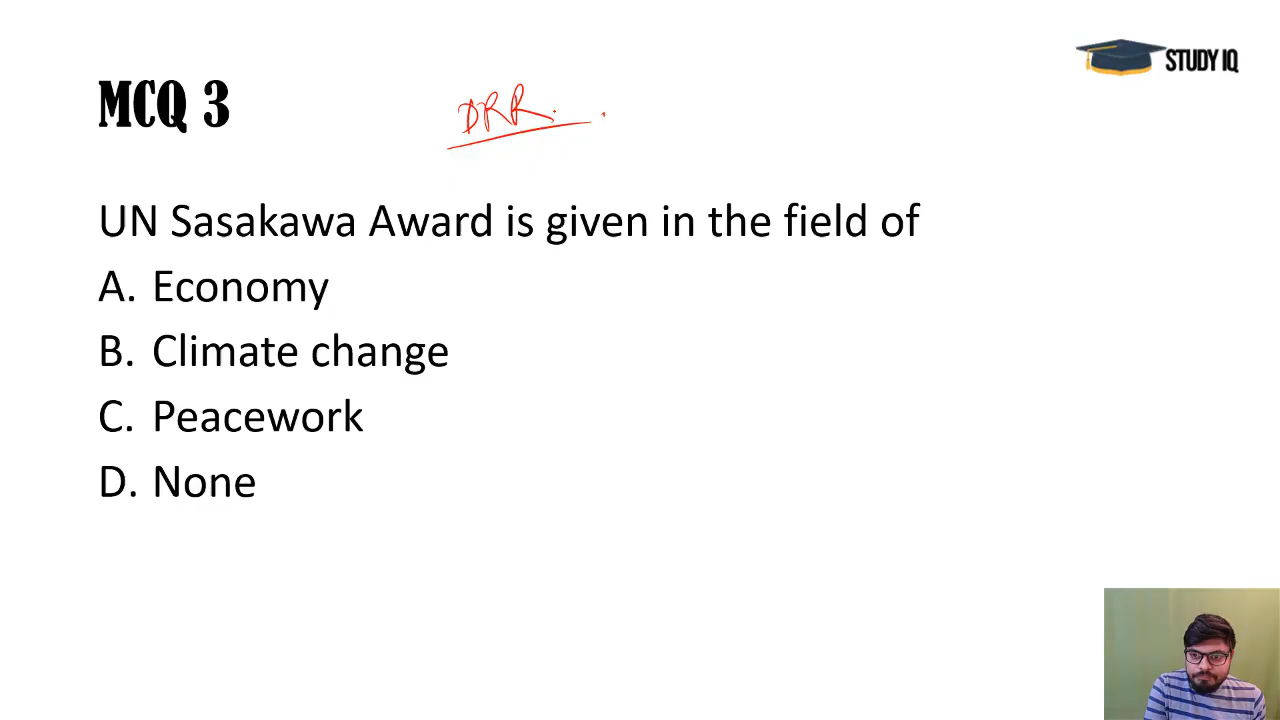 STUDY IQ
MCQ 3
DRR.
UN Sasakawa Award is given in the field of
A. Economy
B. Climate change
C. Peacework
D. None